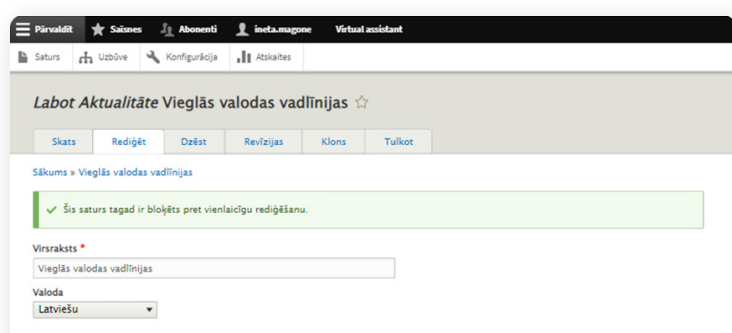 Pārvaldīt Saīsnes Abonenti ineta.magone Virtual assistant
Saturs Uzbūve Konfigurācija Atskaites
Labot Aktualitāte Vieglās valodas vadlīnijas
Skats Rediģēt Dzēst Revīzijas Klons Tulkot
Sākums » Vieglās valodas vadlīnijas
Šis saturs tagad ir bloķēts pret vienlaicīgu rediģēšanu.
Virsraksts *
Vieglās valodas vadlīnijas
Valoda
Latviešu